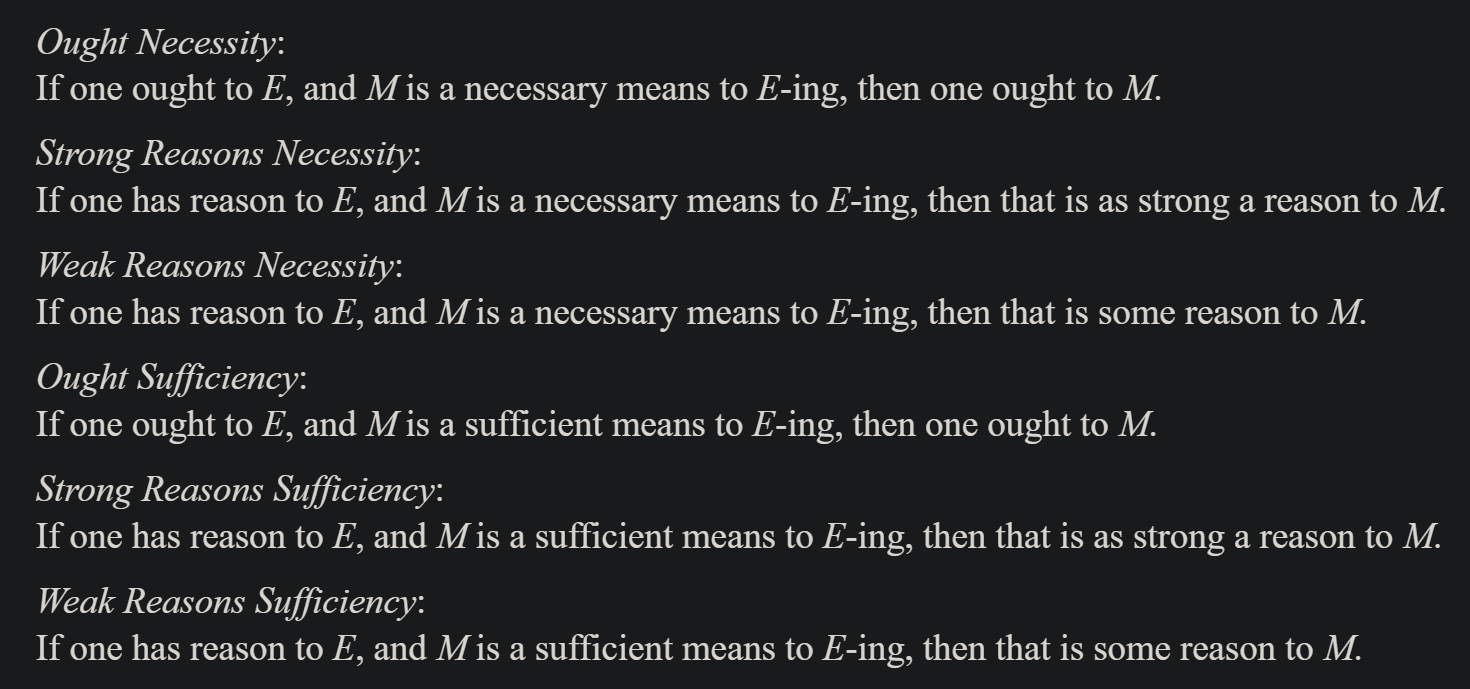 Ought Necessity:
If one ought to E, and M is a necessary means to E-ing, then one ought to M.
Strong Reasons Necessity:
If one has reason to E, and M is a necessary means to E-ing, then that is as strong a reason to M.
Weak Reasons Necessity:
If one has reason to E, and M is a necessary means to E-ing, then that is some reason to M.
Ought Sufficiency:
If one ought to E, and M is a sufficient means to E-ing, then one ought to M.
Strong Reasons Sufficiency:
If one has reason to E, and M is a sufficient means to E-ing, then that is as strong a reason to M.
Weak Reasons Sufficiency:
If one has reason to E, and M is a sufficient means to E-ing, then that is some reason to M.